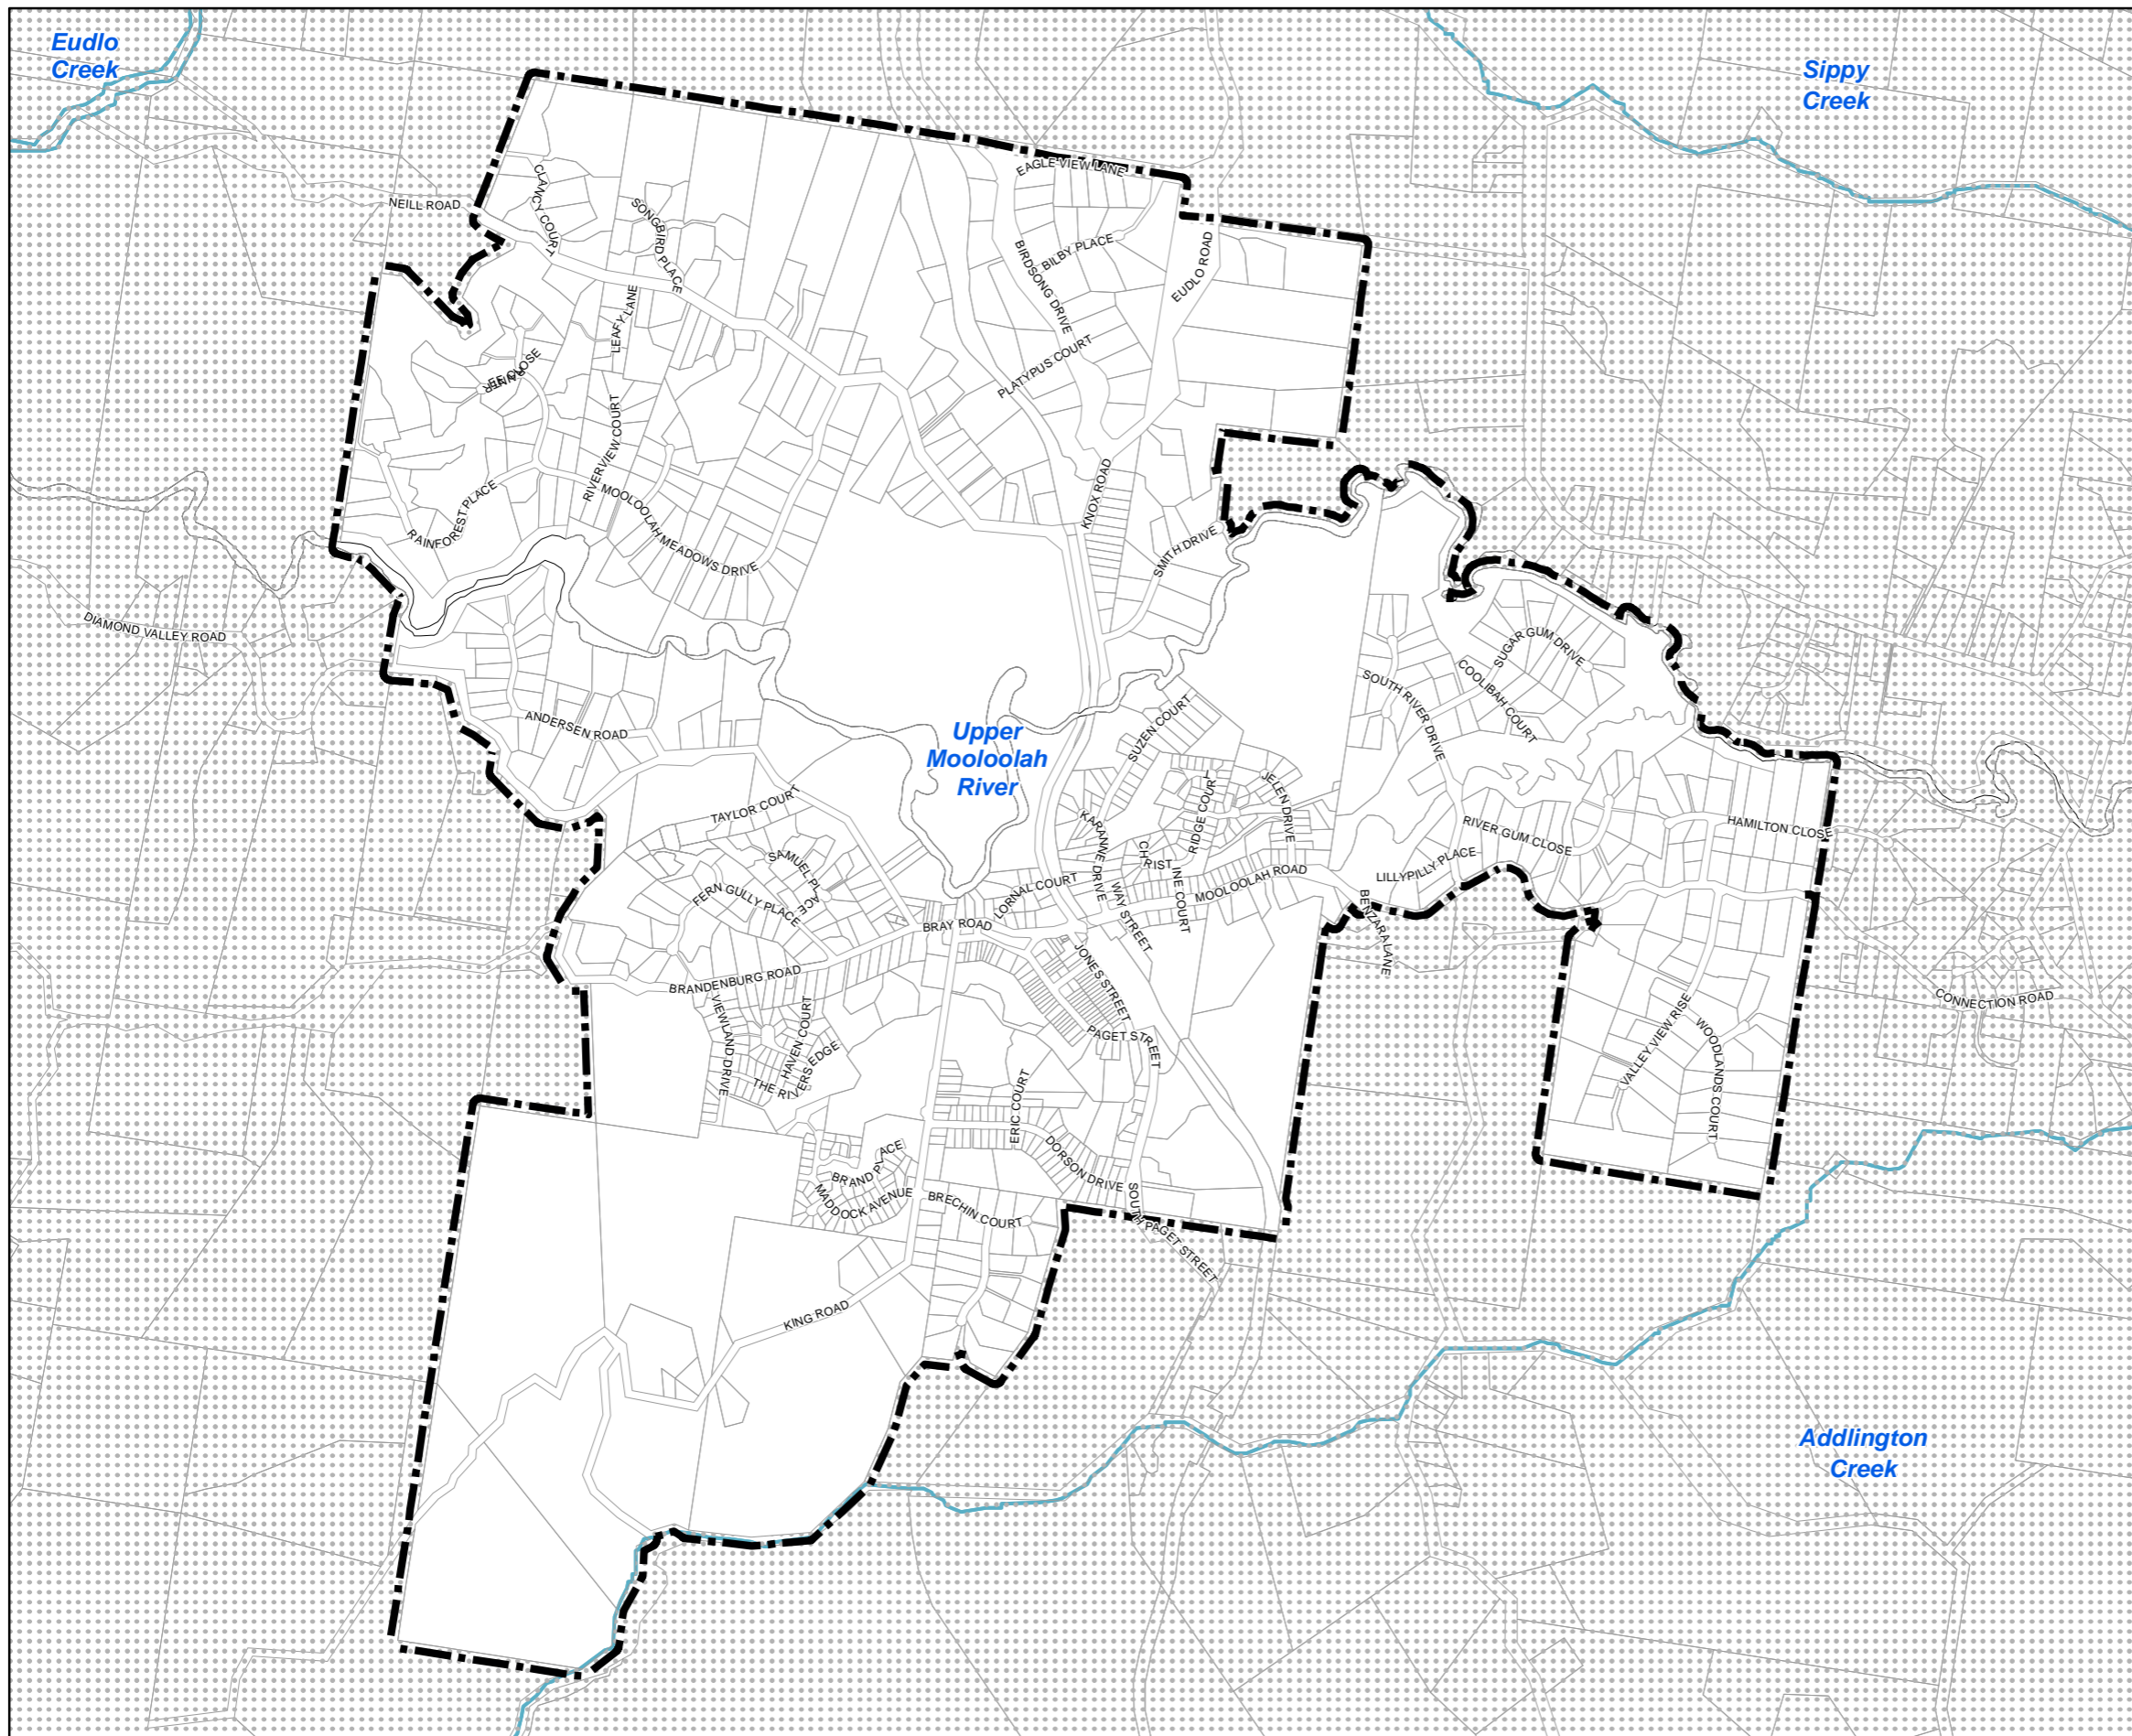 Eudlo
Creek
Sippy
Creek
EAGLE VIEW LANE
CLANCY COURT
NEILL ROAD
SONGBIRD PLACE
BILBY PLACE
BIRDSONG DRIVE
EUDLO ROAD
LEAFY LANE
PLATYPUS COURT
RIVERVIEW COURT
KNOX ROAD
RAINFOREST PLACE
MOOLOOLAH MEADOWS DRIVE
SMITH DRIVE
DIAMOND VALLEY ROAD
SUGAR GUM DRIVE
COOLIBAH COURT
SOUTH RIVER DRIVE
ANDERSEN ROAD
SUZEN COURT
Upper
Mooloolah
River
JELEN DRIVE
RIDGE COURT
TAYLOR COURT
KARANNE DRIVE
RIVER GUM CLOSE
HAMILTON CLOSE
SAMUEL PLACE
CHRISTINE COURT
LILLYPILLY PLACE
FERN GULLY PLACE
LORNAL COURT
MOOLOOLAH ROAD
WAY STREET
BENZARA LANE
BRAY ROAD
JONES STREET
BRANDENBURG ROAD
CONNECTION ROAD
VIEWLAND DRIVE
HAVEN COURT
THE RIVERS EDGE
PAGET STREET
VALLEY VIEW RISE
WOODLANDS COURT
ERIC COURT
DORSON DRIVE
BRAND PLACE
MADDOCK AVENUE
BRECHIN COURT
SOUTH PAGET STREET
KING ROAD
Addlington
Creek